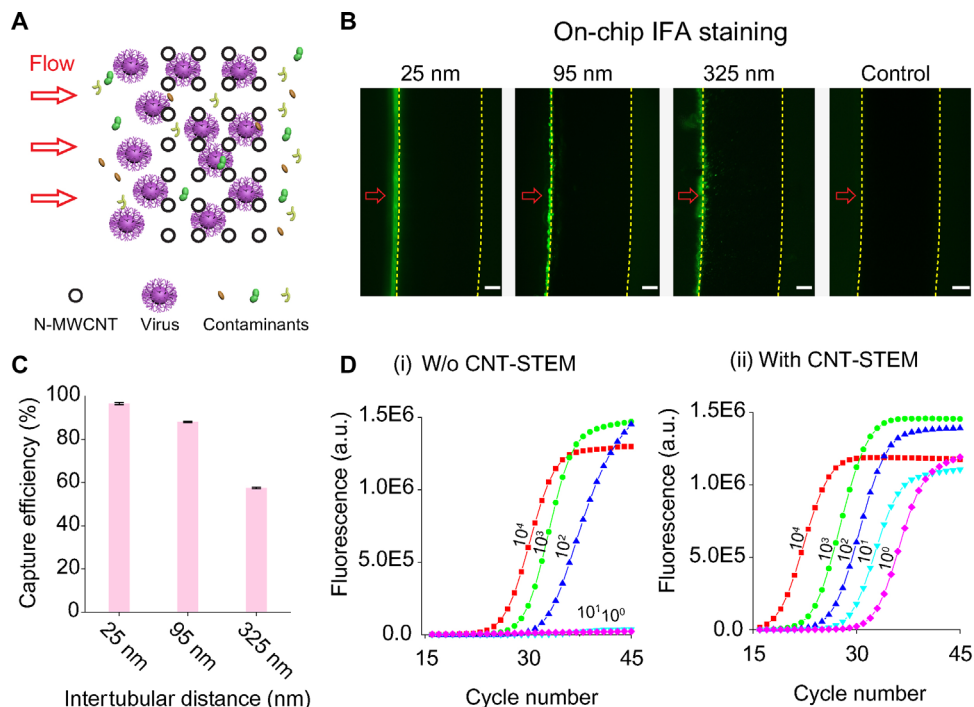 A
Flow
N-MWCNT
Virus
Contaminants
B
On-chip IFA staining
25 nm
95 nm
325 nm
Control
C
Capture efficiency (%)
100
80
60
40
20
0
25 nm
95 nm
325 nm
Intertubular distance (nm)
D
(i) W/o CNT-STEM
Fluorescence (a.u.)
1.5E6
1.0E6
5.0E5
0.0
10⁴
10³
10²
10¹10⁰
15
30
45
Cycle number
(ii) With CNT-STEM
Fluorescence (a.u.)
1.5E6
1.0E6
5.0E5
0.0
10⁴
10³
10²
10¹
10⁰
15
30
45
Cycle number